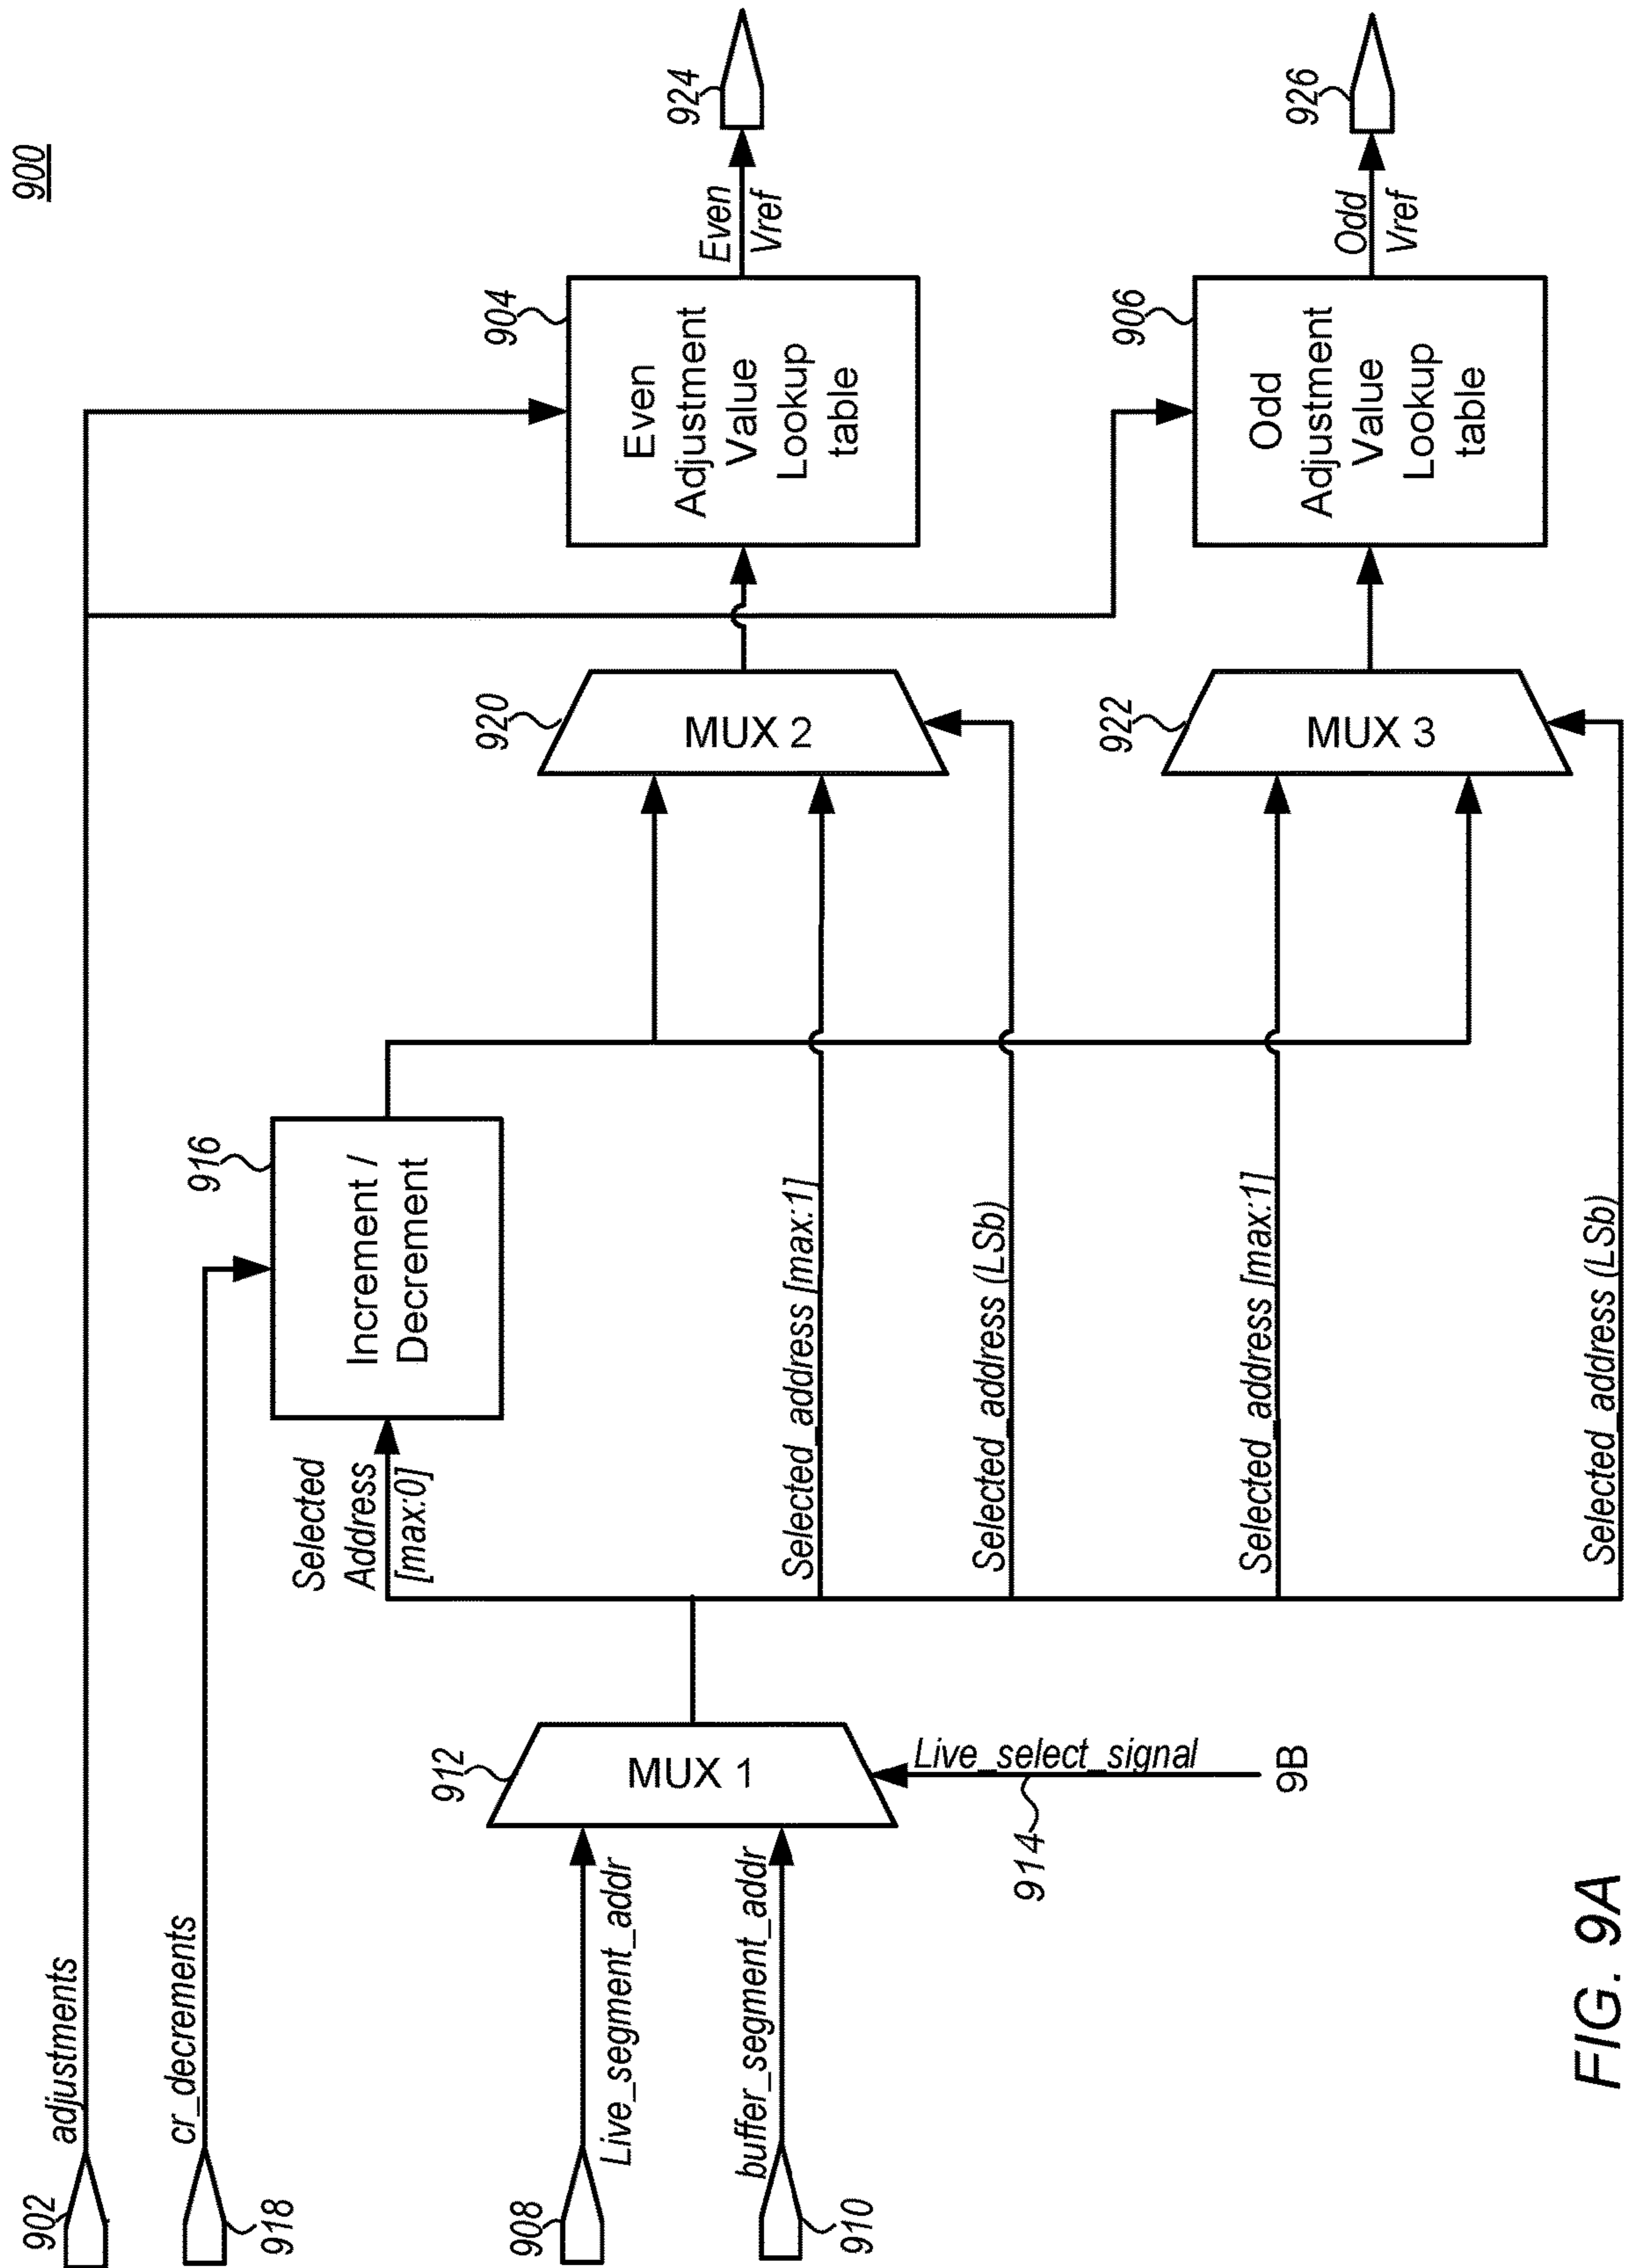 900
902
adjustments
918
cr_decrements
908
Live_segment_addr
910
buffer_segment_addr
912
MUX 1
Live_select_signal
914
9B
Selected
Address
[max:0]
916
Increment /
Decrement
Selected_address [max:1]
Selected_address (LSb)
Selected_address [max:1]
Selected_address (LSb)
920
MUX 2
922
MUX 3
904
Even
Adjustment
Value
Lookup
table
906
Odd
Adjustment
Value
Lookup
table
Even
Vref
924
Odd
Vref
926
FIG. 9A